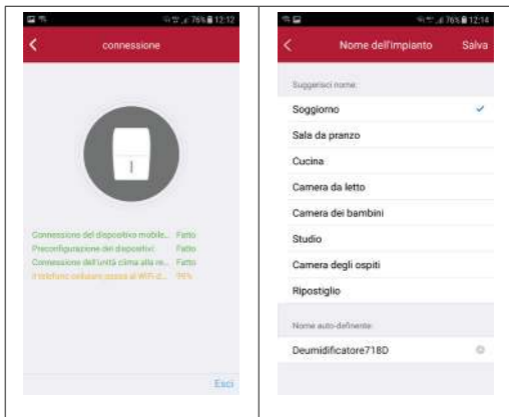 76% 12:12
connessione
Connessione del dispositivo mobile... Fatto
Preconfigurazione dei dispositivi: Fatto
Connessione dell'unità clima alla re... Fatto
Il telefono cellulare passa al WiFi d... 98%
Esci
76% 12:14
Nome dell'impianto Salva
Suggerisci nome:
Soggiorno
Sala da pranzo
Cucina
Camera da letto
Camera dei bambini
Studio
Camera degli ospiti
Ripostiglio
Nome auto-definente:
Deumidificatore718D